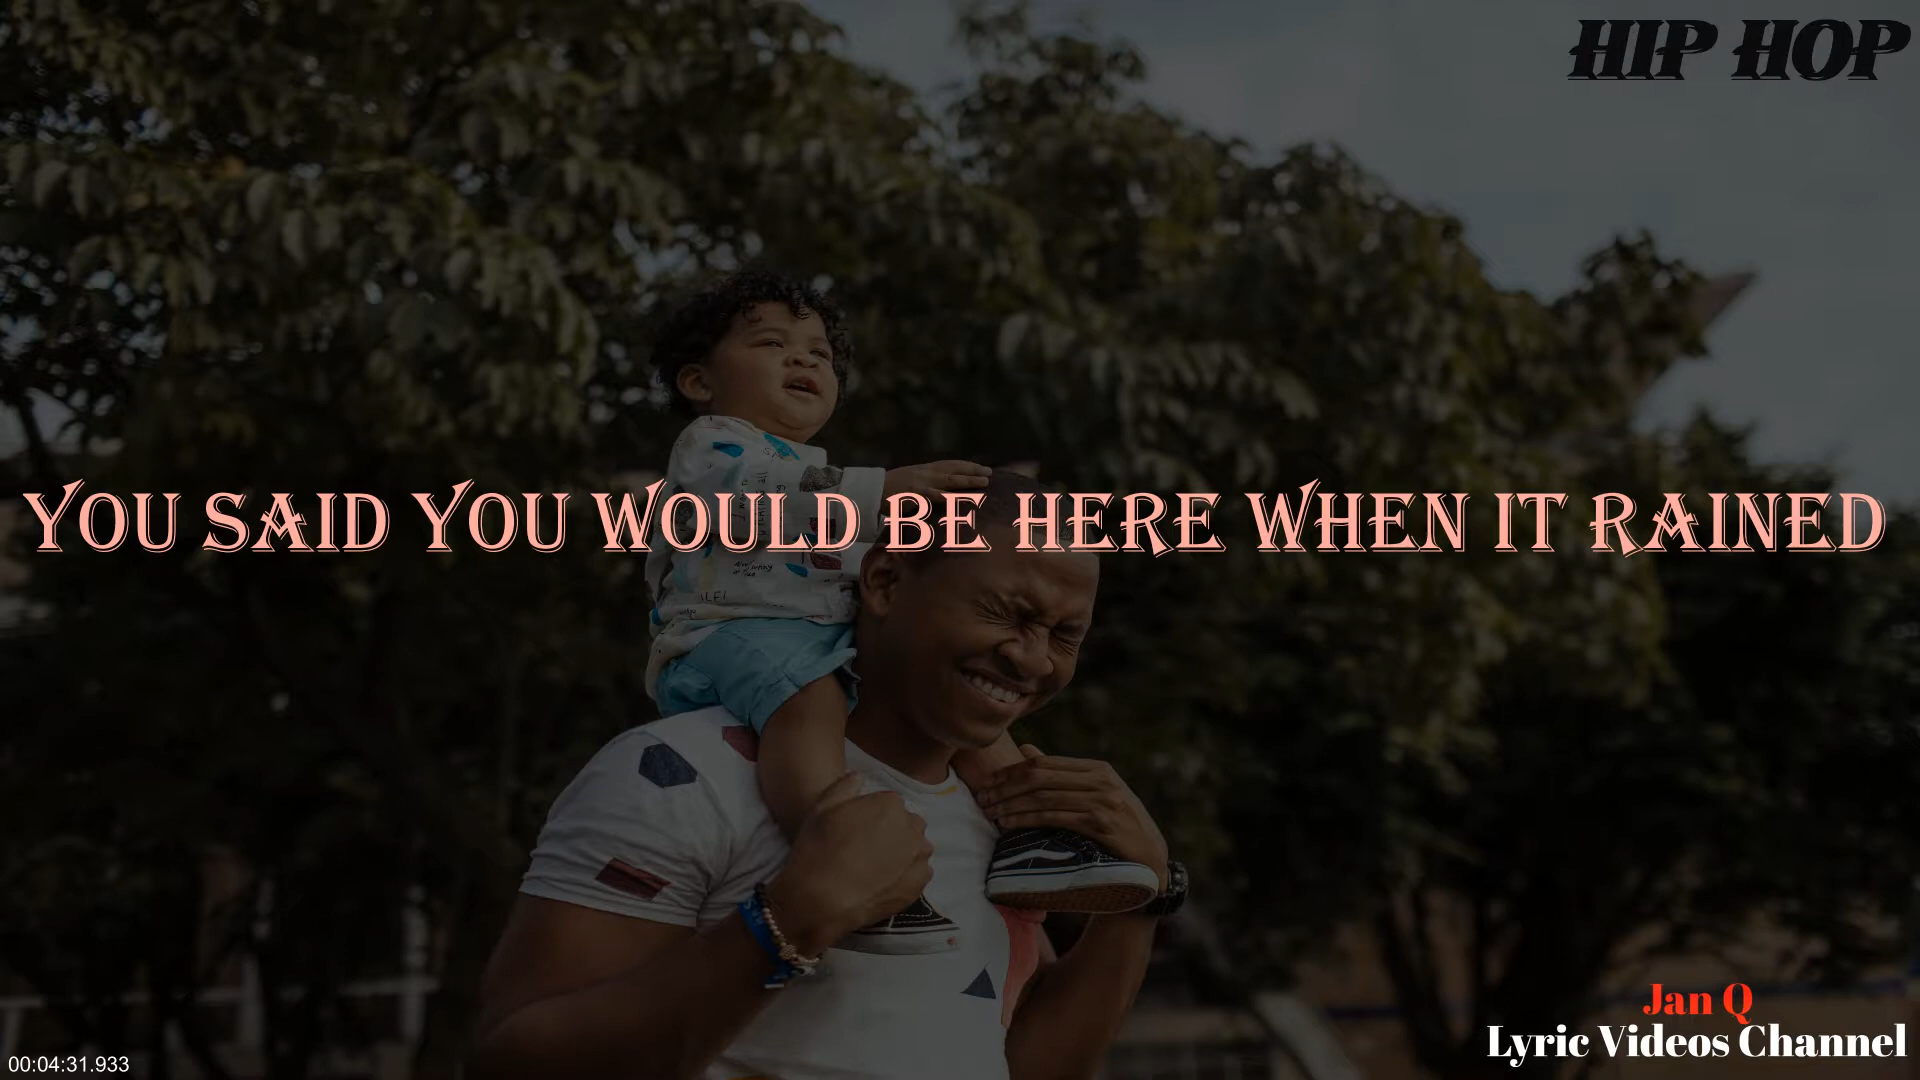 HIP HOP
YOU SAID YOU WOULD BE HERE WHEN IT RAINED
Jan Q
Lyric Videos Channel
00:04:31.933